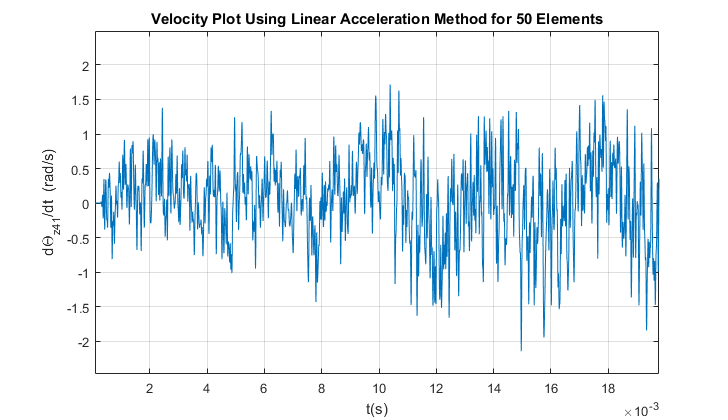 Velocity Plot Using Linear Acceleration Method for 50 Elements
2
1.5
1
0.5
0
-0.5
-1
-1.5
-2
dΘz41/dt (rad/s)
2 4 6 8 10 12 14 16 18
×10-3
t(s)